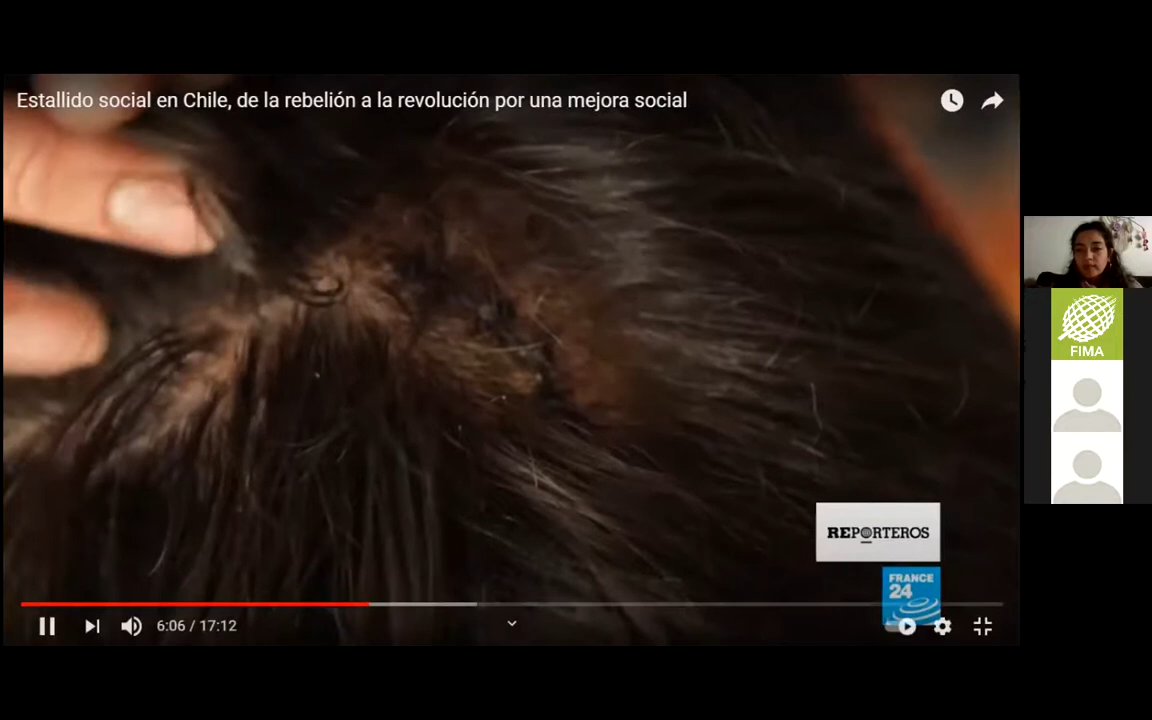 Estallido social en Chile, de la rebelión a la revolución por una mejora social
FIMA
REPORTEROS
FRANCE
24
6:06 / 17:12